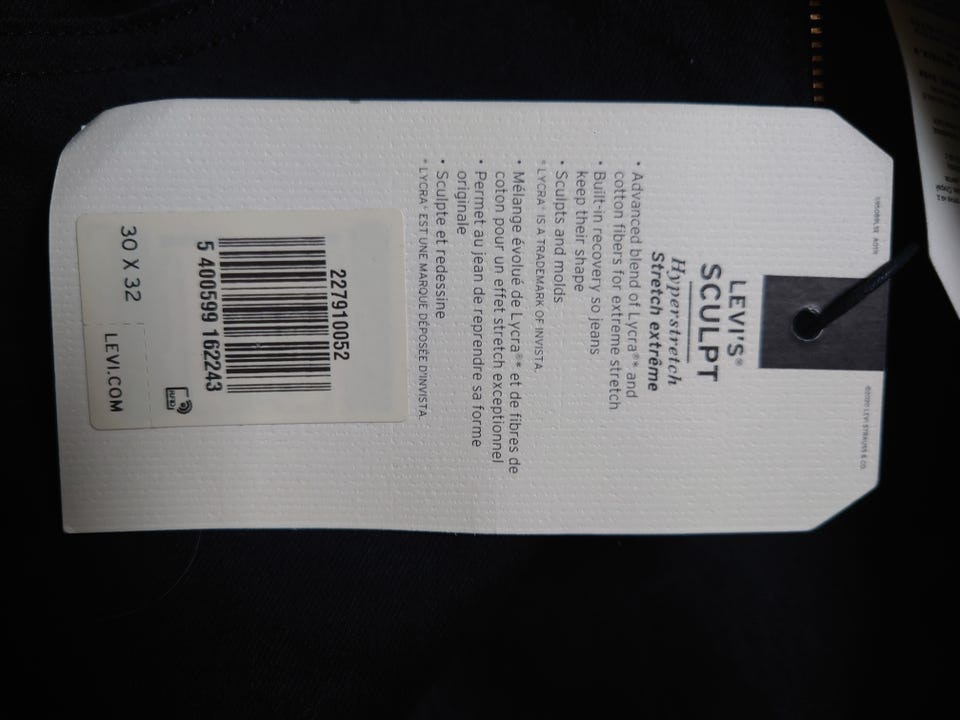 LEVI'S®
SCULPT
Hyperstretch
Stretch extrême
• Advanced blend of Lycra®* and
cotton fibers for extreme stretch
• Built-in recovery so jeans
keep their shape
• Sculpts and molds
* LYCRA® IS A TRADEMARK OF INVISTA.
• Mélange évolué de Lycra®* et de fibres de
coton pour un effet stretch exceptionnel
• Permet au jean de reprendre sa forme
originale
• Sculpte et redessine
* LYCRA® EST UNE MARQUE DÉPOSÉE D'INVISTA.
227910052
5 400599 162243
30 X 32
LEVI.COM
LEVI STRAUSS & CO.